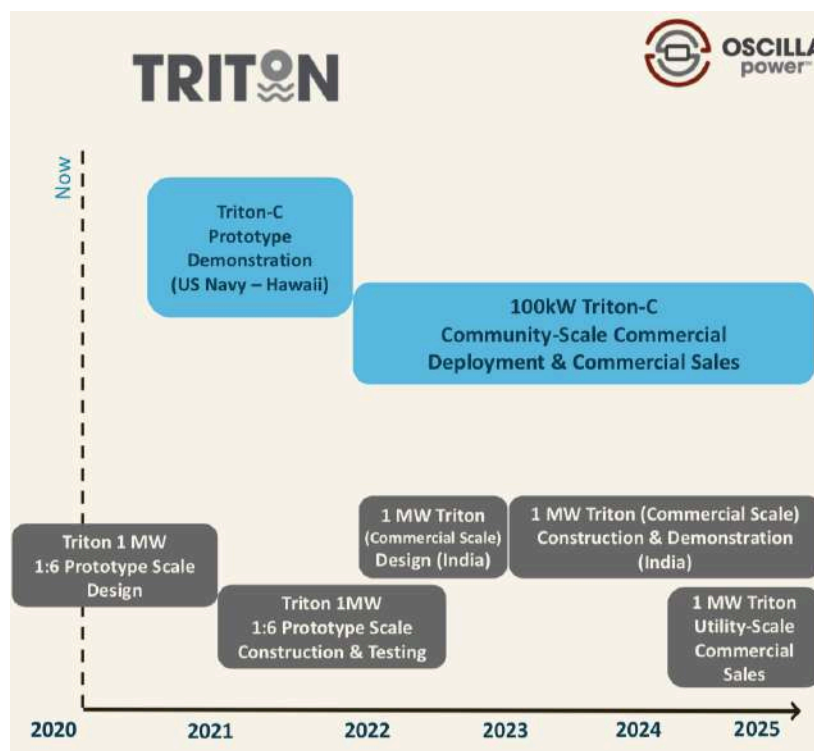 TRITON
OSCILLA
power™
Now
Triton-C
Prototype
Demonstration
(US Navy – Hawaii)
100kW Triton-C
Community-Scale Commercial
Deployment & Commercial Sales
1 MW Triton
(Commercial Scale)
Design (India)
1 MW Triton (Commercial Scale)
Construction & Demonstration
(India)
Triton 1 MW
1:6 Prototype Scale
Design
Triton 1MW
1:6 Prototype Scale
Construction & Testing
1 MW Triton
Utility-Scale
Commercial
Sales
2020 2021 2022 2023 2024 2025